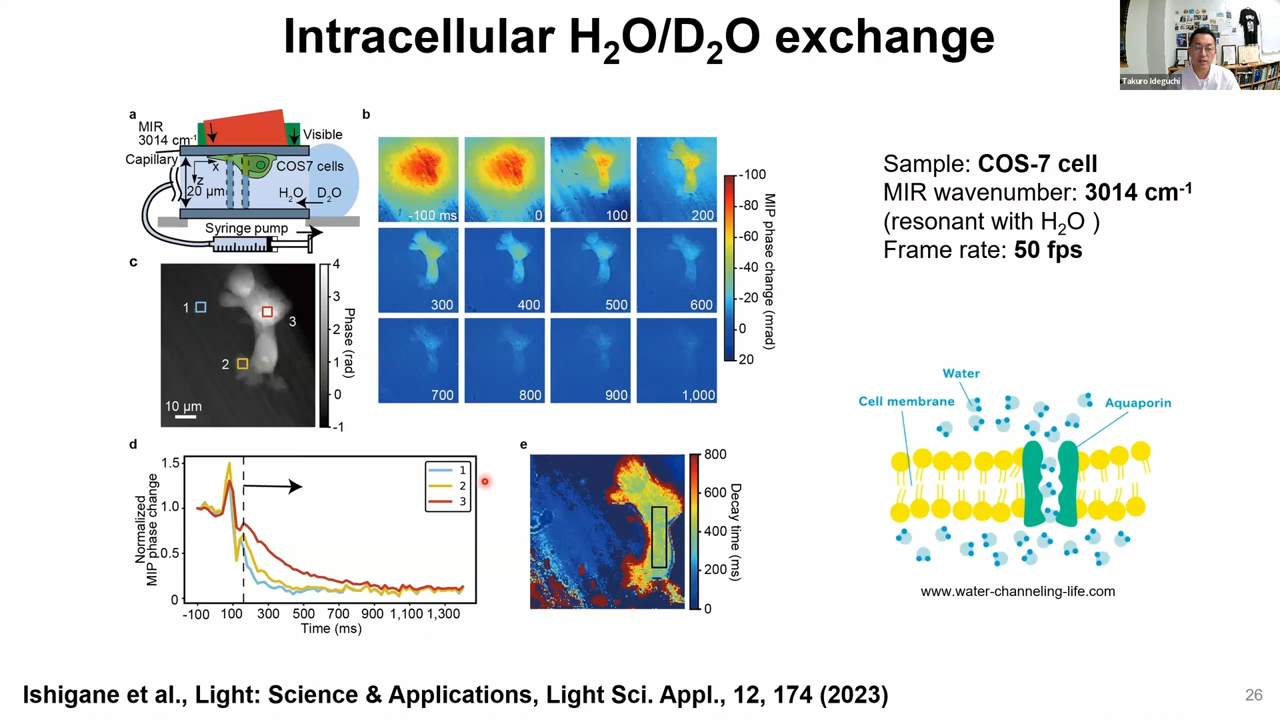 Intracellular H₂O/D₂O exchange
Takuro Ideguchi
a
MIR
3014 cm⁻¹
Visible
Capillary
x
COS7 cells
z
20 μm
H₂O
D₂O
Syringe pump
b
-100 ms
0
100
200
300
400
500
600
700
800
900
1,000
-100
-80
-60
-40
-20
0
20
MIP phase change (mrad)
c
1
2
3
10 μm
4
3
2
1
0
-1
Phase (rad)
d
Normalized
MIP phase change
1.5
1.0
0.5
0
-100 100 300 500 700 900 1,100 1,300
Time (ms)
1
2
3
e
800
600
400
200
0
Decay time (ms)
Sample: COS-7 cell
MIR wavenumber: 3014 cm⁻¹
(resonant with H₂O )
Frame rate: 50 fps
Water
Cell membrane
Aquaporin
www.water-channeling-life.com
Ishigane et al., Light: Science & Applications, Light Sci. Appl., 12, 174 (2023)
26